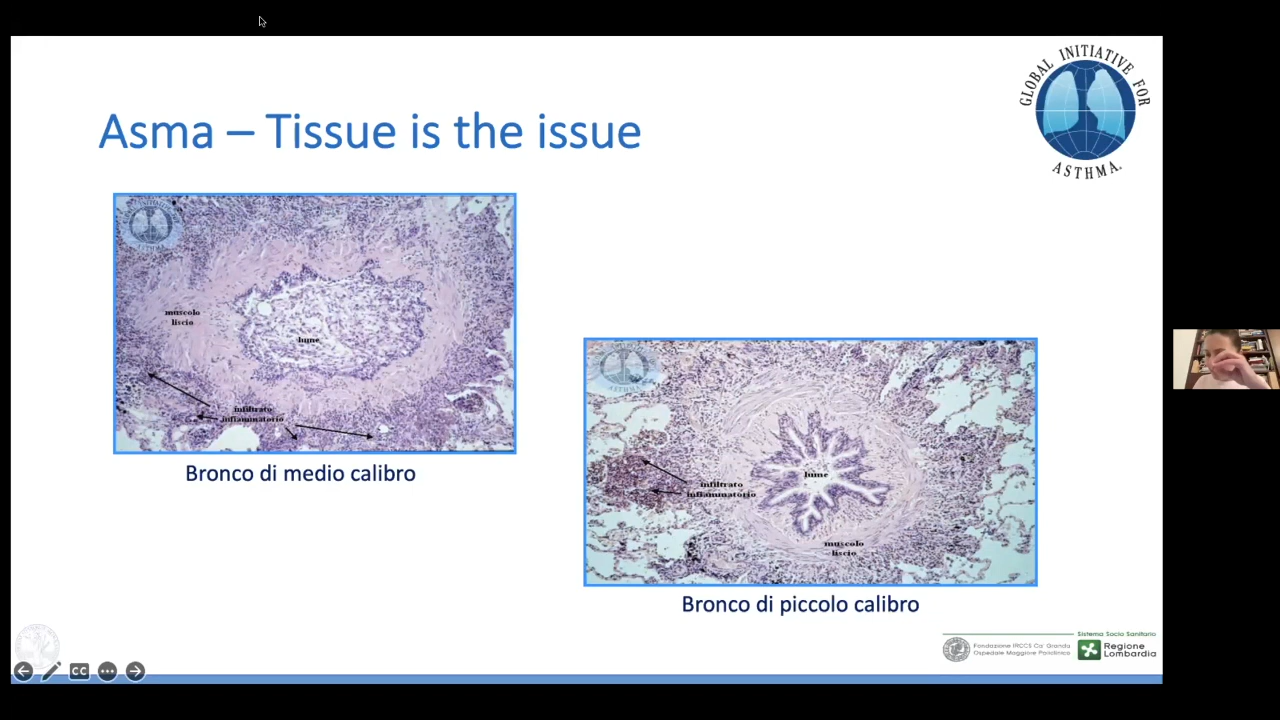 GLOBAL INITIATIVE FOR
ASTHMA.
Asma – Tissue is the issue
ASTHMA
muscolo
liscio
lume
infiltrato
infiammatorio
Bronco di medio calibro
lume
infiltrato
infiammatorio
muscolo
liscio
Bronco di piccolo calibro
Sistema Socio Sanitario
Fondazione IRCCS Ca' Granda
Ospedale Maggiore Policlinico
Regione
Lombardia
CC